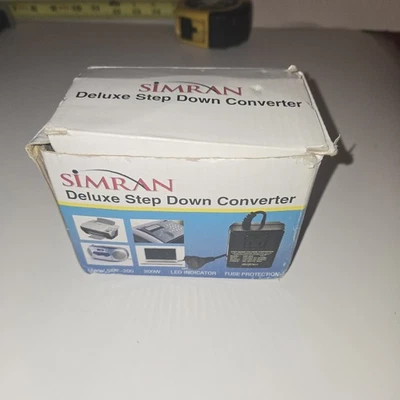 SIMRAN
Deluxe Step Down Converter
SIMRAN
Deluxe Step Down Converter
200W LED INDICATOR FUSE PROTECTION